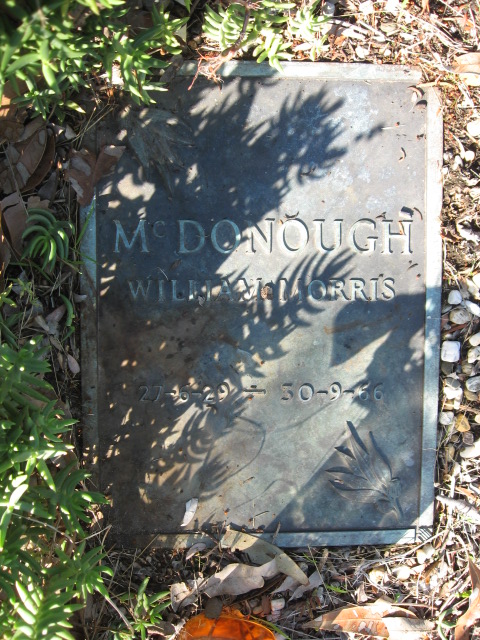 McDONOUGH
WILLIAM MORRIS
27-6-29 ÷ 30-9-66